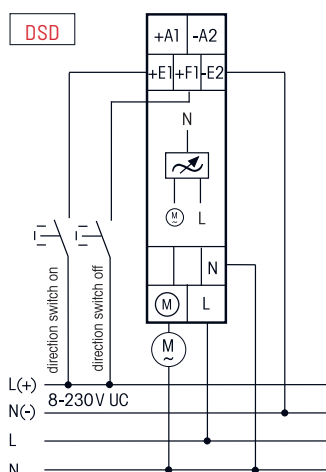 DSD
+A1 -A2
+E1 +F1 -E2
N
M ~ L
N
M L
M ~
direction switch on
direction switch off
L(+)
8-230V UC
N(-)
L
N